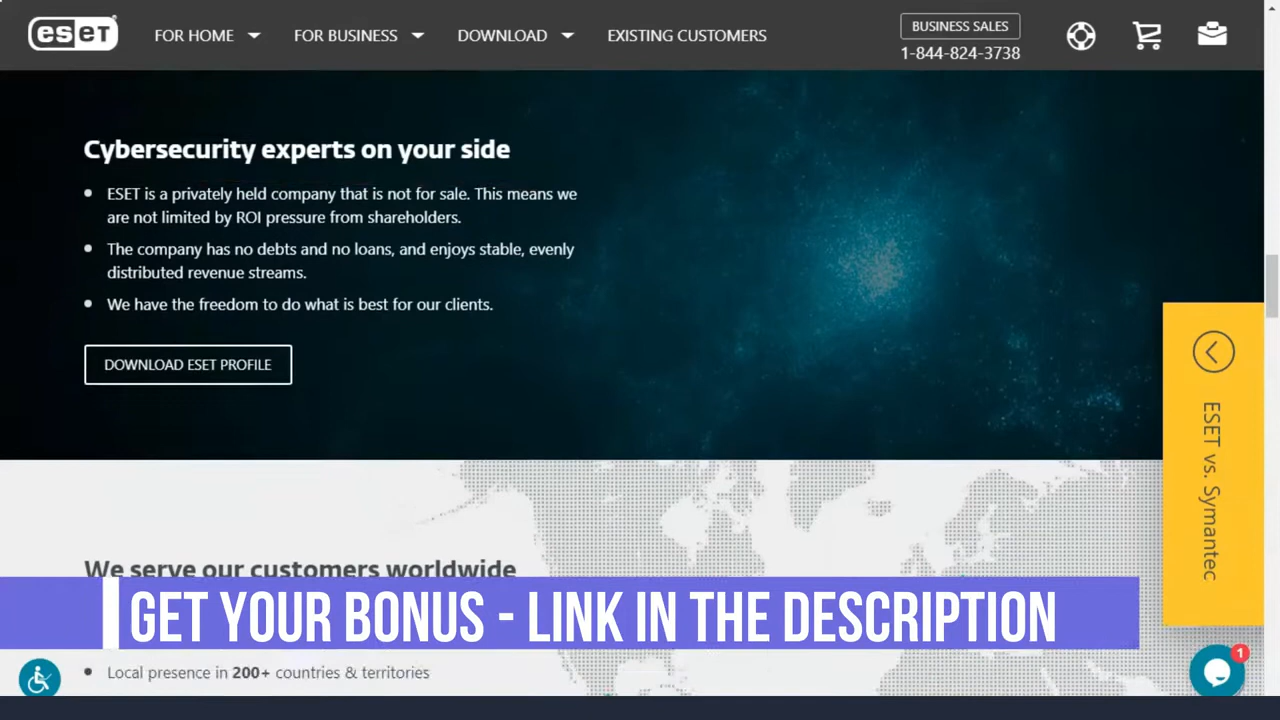 eseT
FOR HOME
FOR BUSINESS
DOWNLOAD
EXISTING CUSTOMERS
BUSINESS SALES
1-844-824-3738
Cybersecurity experts on your side
ESET is a privately held company that is not for sale. This means we
are not limited by ROI pressure from shareholders.
The company has no debts and no loans, and enjoys stable, evenly
distributed revenue streams.
We have the freedom to do what is best for our clients.
DOWNLOAD ESET PROFILE
ESET vs. Symantec
We serve our customers worldwide
GET YOUR BONUS - LINK IN THE DESCRIPTION
Local presence in 200+ countries & territories
1